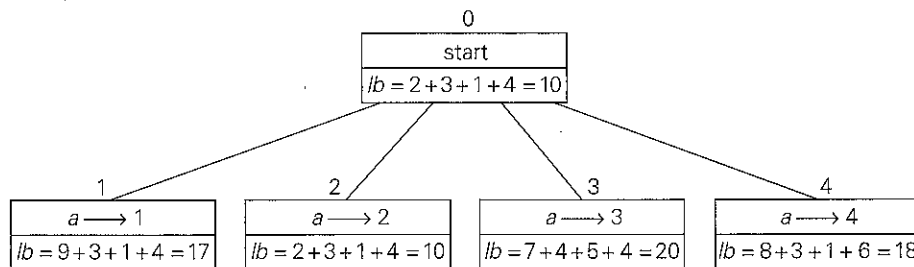 0
start
lb = 2 + 3 + 1 + 4 = 10
1
2
3
4
a ⟶ 1
a ⟶ 2
a ⟶ 3
a ⟶ 4
lb = 9 + 3 + 1 + 4 = 17
lb = 2 + 3 + 1 + 4 = 10
lb = 7 + 4 + 5 + 4 = 20
lb = 8 + 3 + 1 + 6 = 18